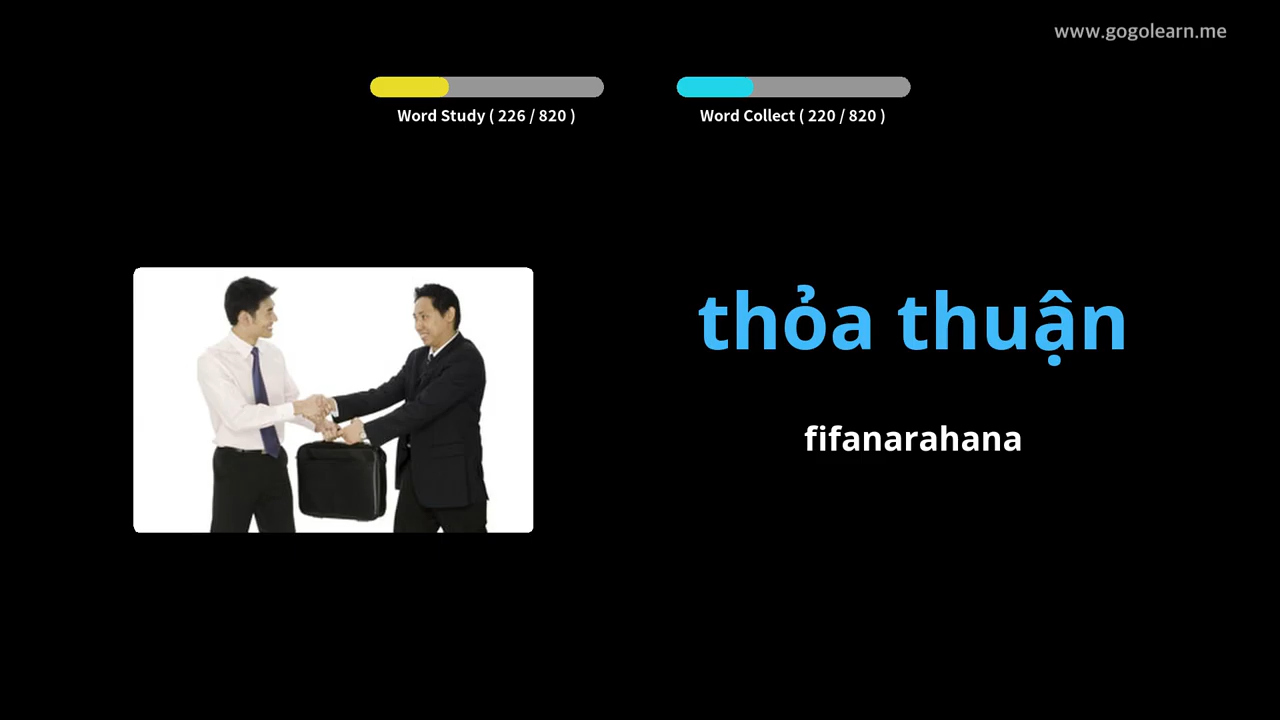 www.gogolearn.me
Word Study ( 226 / 820 )
Word Collect ( 220 / 820 )
thỏa thuận
fifanarahana